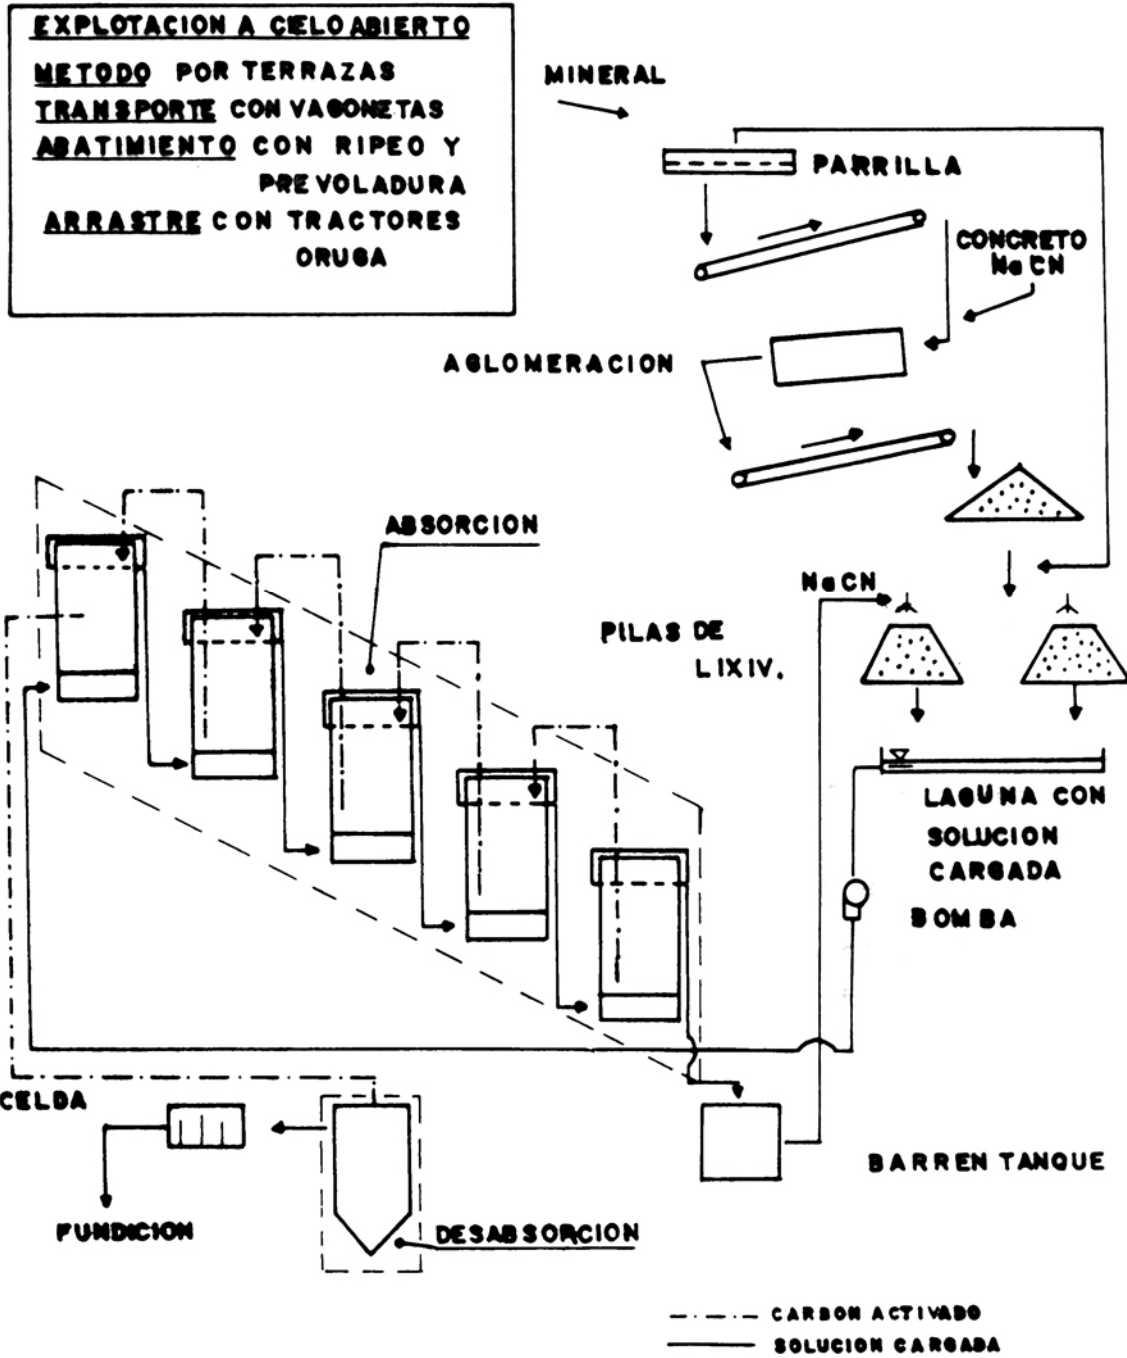 EXPLOTACION A CIELO ABIERTO
METODO POR TERRAZAS
TRANSPORTE CON VAGONETAS
ABATIMIENTO CON RIPEO Y
PREVOLADURA
ARRASTRE CON TRACTORES
ORUGA
MINERAL
PARRILLA
CONCRETO
NaCN
AGLOMERACION
ABSORCION
NaCN
PILAS DE
LIXIV.
LAGUNA CON
SOLUCION
CARGADA
BOMBA
CELDA
BARREN TANQUE
FUNDICION
DESABSORCION
CARBON ACTIVADO
SOLUCION CARGADA